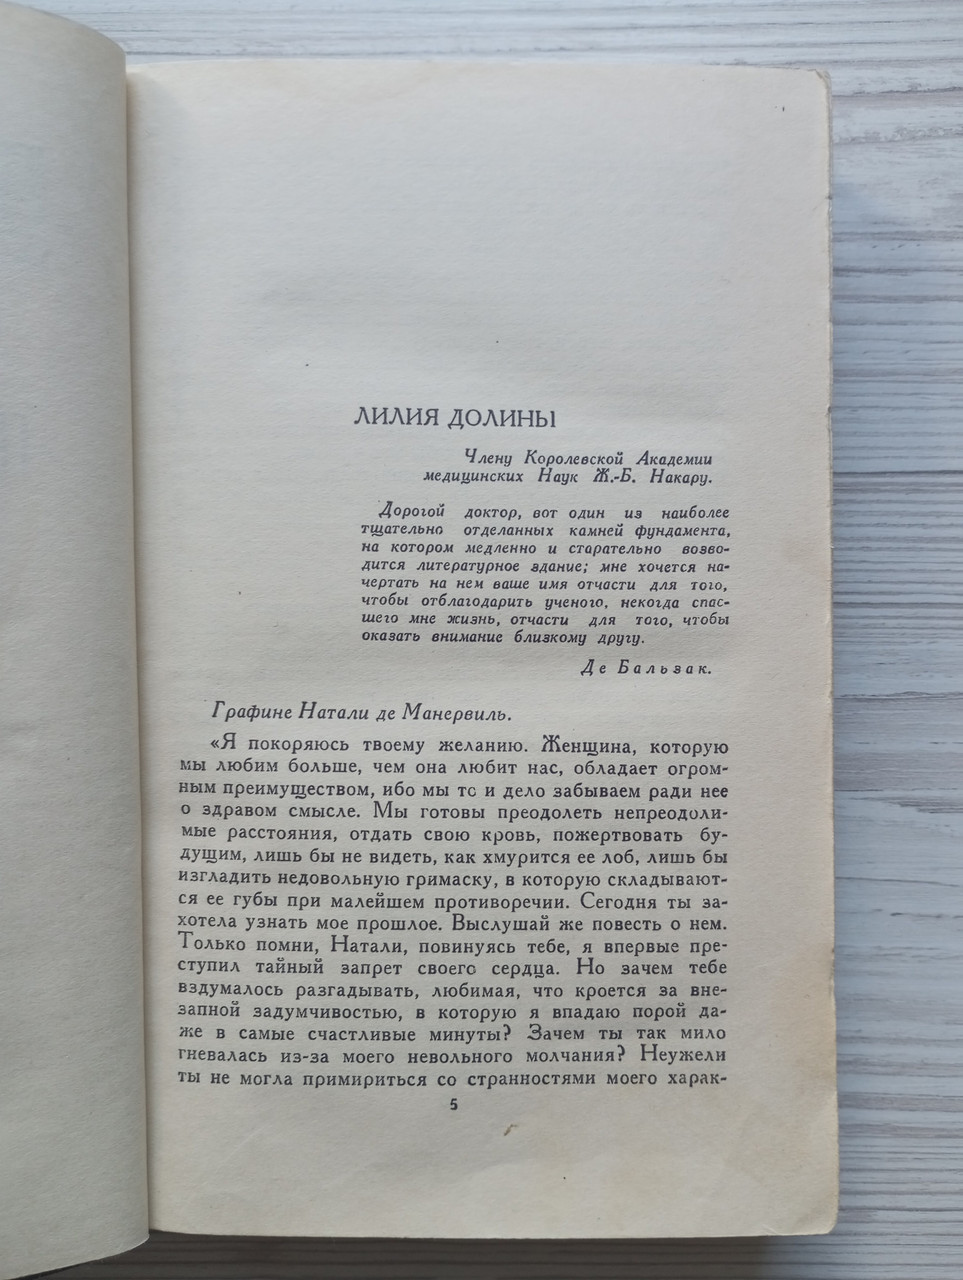 ЛИЛИЯ ДОЛИНЫ
Члену Королевской Академии
медицинских Наук Ж.-Б. Накару.
Дорогой доктор, вот один из наиболее
тщательно отделанных камней фундамента,
на котором медленно и старательно возво-
дится литературное здание; мне хочется на-
чертать на нем ваше имя отчасти для того,
чтобы отблагодарить ученого, некогда спас-
шего мне жизнь, отчасти для того, чтобы
оказать внимание близкому другу.
Де Бальзак.
Графине Натали де Манервиль.
«Я покоряюсь твоему желанию. Женщина, которую
мы любим больше, чем она любит нас, обладает огром-
ным преимуществом, ибо мы то и дело забываем ради нее
о здравом смысле. Мы готовы преодолеть непреодоли-
мые расстояния, отдать свою кровь, пожертвовать бу-
дущим, лишь бы не видеть, как хмурится ее лоб, лишь бы
изгладить недовольную гримаску, в которую складывают-
ся ее губы при малейшем противоречии. Сегодня ты за-
хотела узнать мое прошлое. Выслушай же повесть о нем.
Только помни, Натали, повинуясь тебе, я впервые пре-
ступил тайный запрет своего сердца. Но зачем тебе
вздумалось разгадывать, любимая, что кроется за вне-
запной задумчивостью, в которую я впадаю порой да-
же в самые счастливые минуты? Зачем ты так мило
гневалась из-за моего невольного молчания? Неужели
ты не могла примириться со странностями моего харак-
5